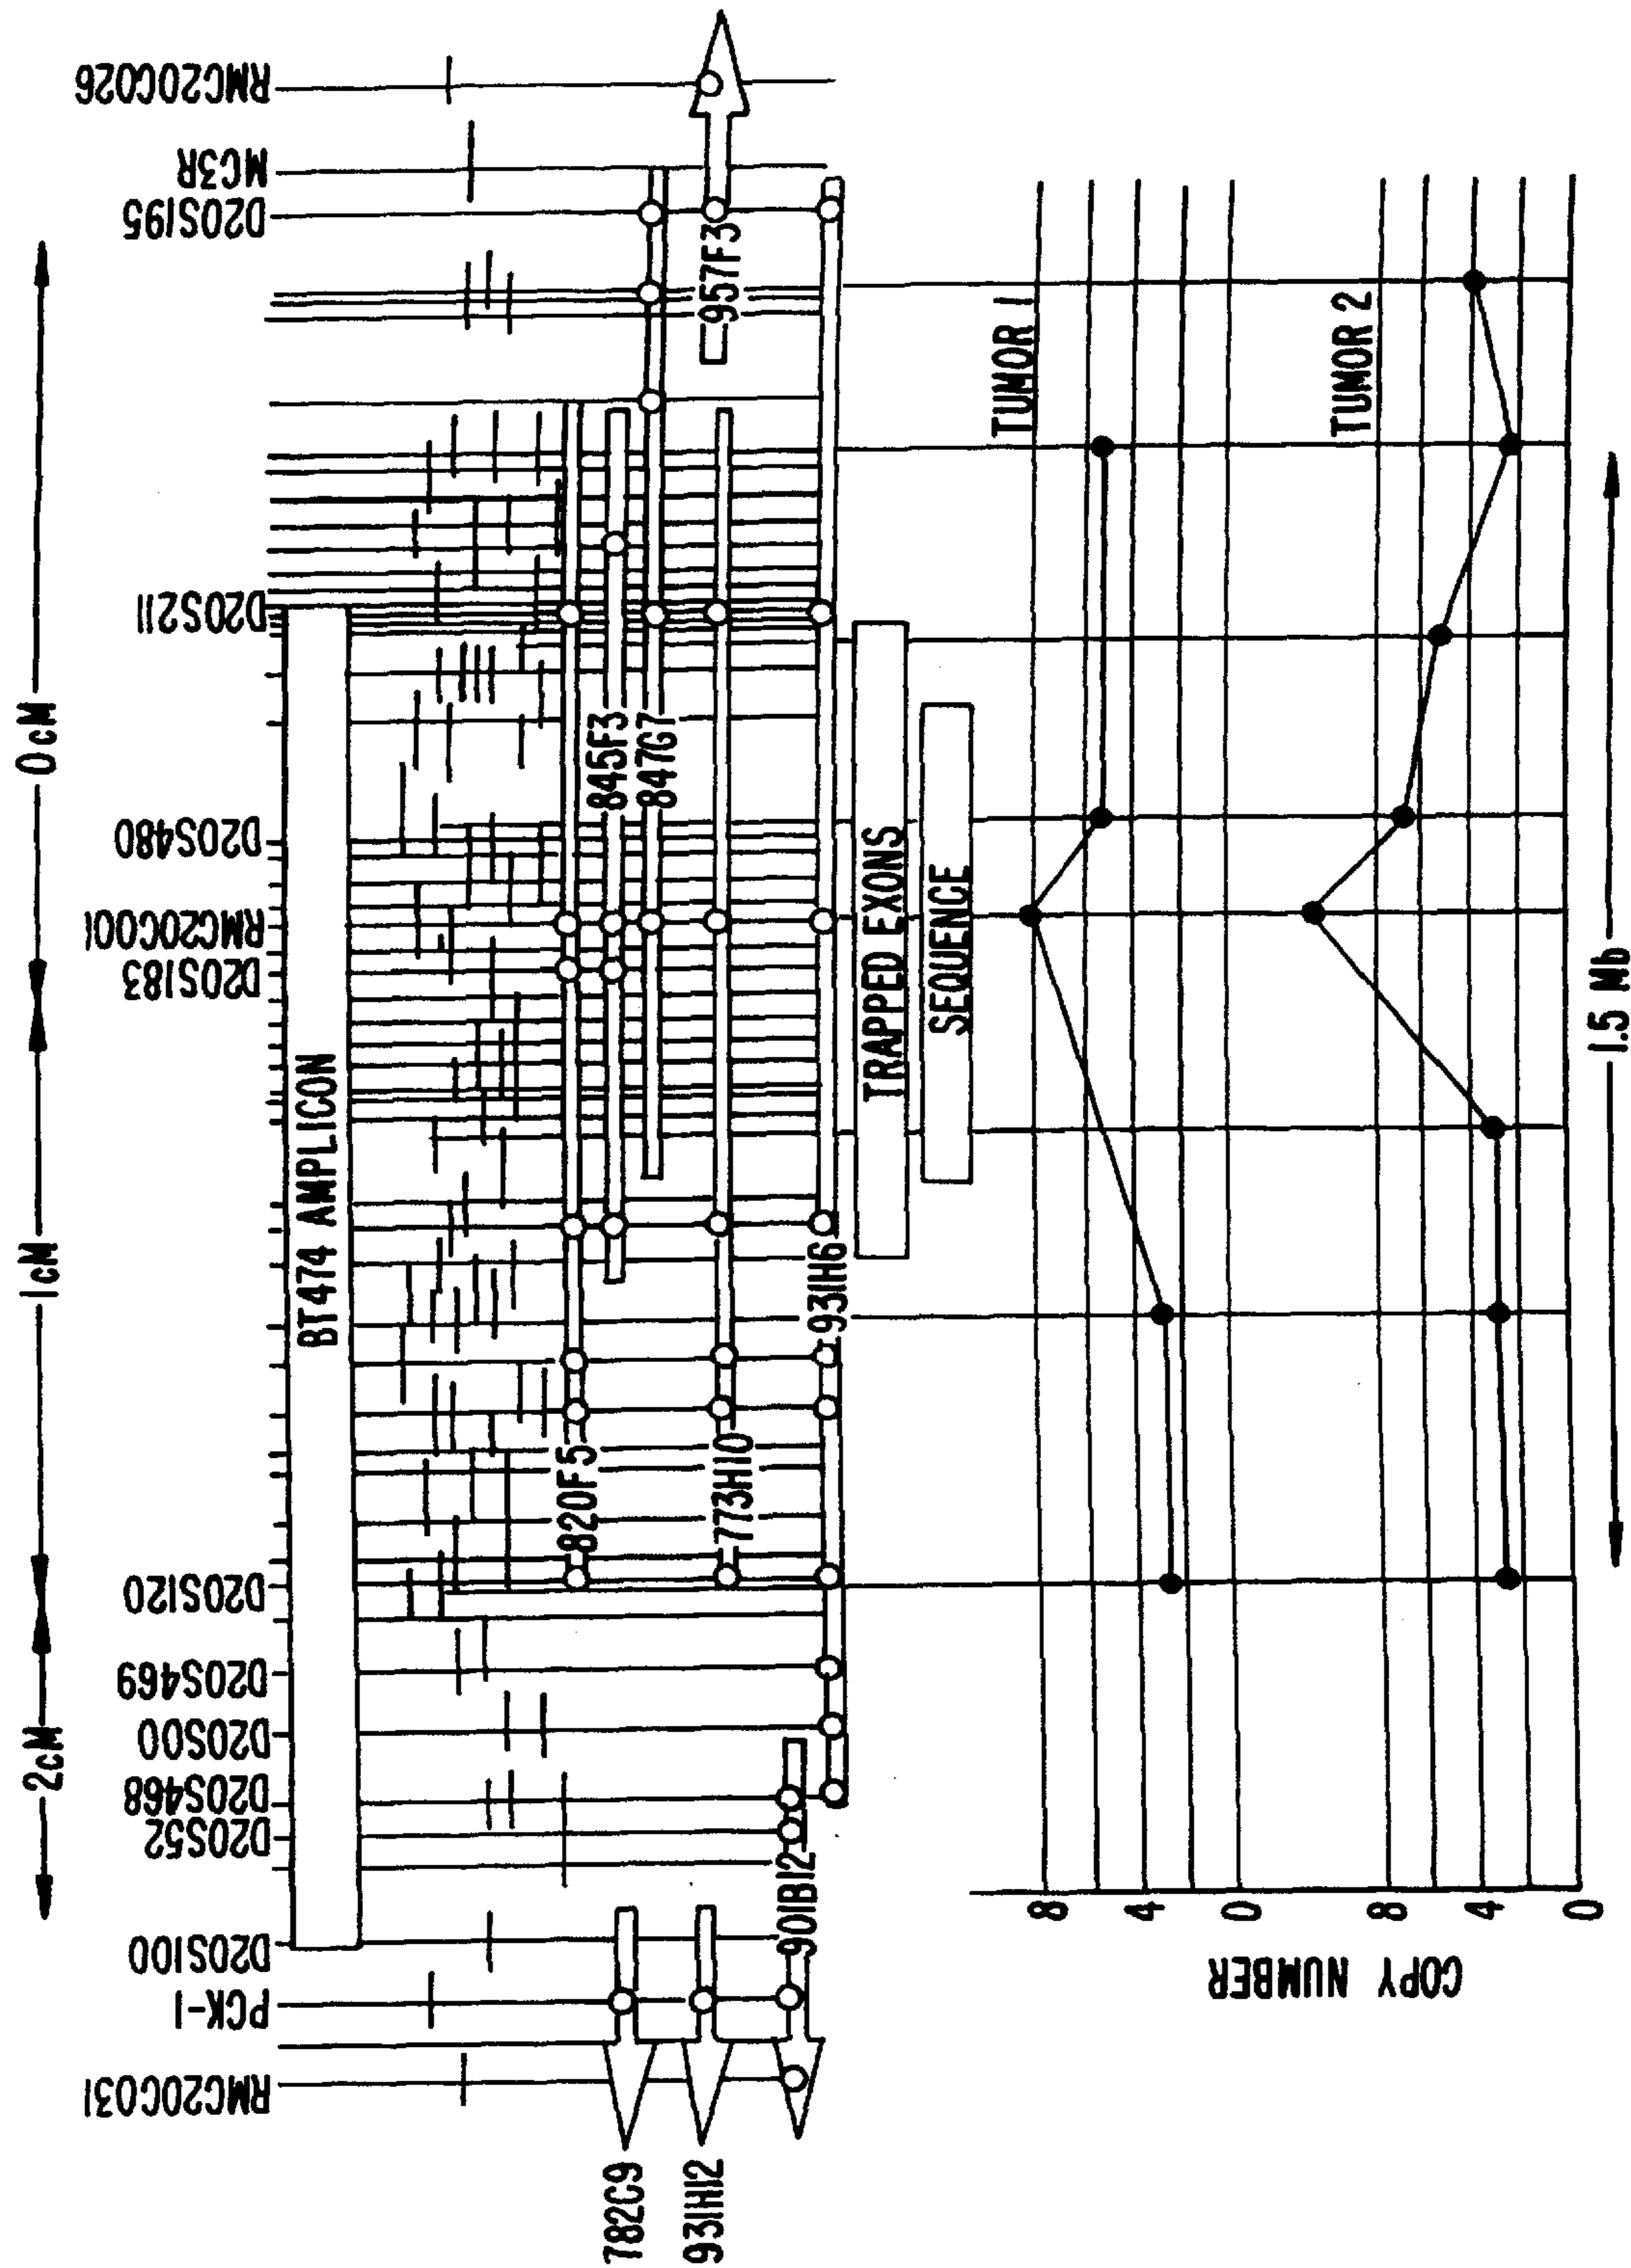 2cM
1cM
0cM
RMC20C031
PCK-1
D20S100
D20S52
D20S468
D20S00
D20S469
D20S120
D20S183
RMC20C001
D20S480
D20S211
D20S195
MC3R
RMC20C026
BT474 AMPLICON
820F5
782C9
845F3
847G7
931H12
773H10
957F3
901B12
931H6
TRAPPED EXONS
SEQUENCE
COPY NUMBER
TUMOR 1
8
4
0
TUMOR 2
8
4
0
1.5 Mb